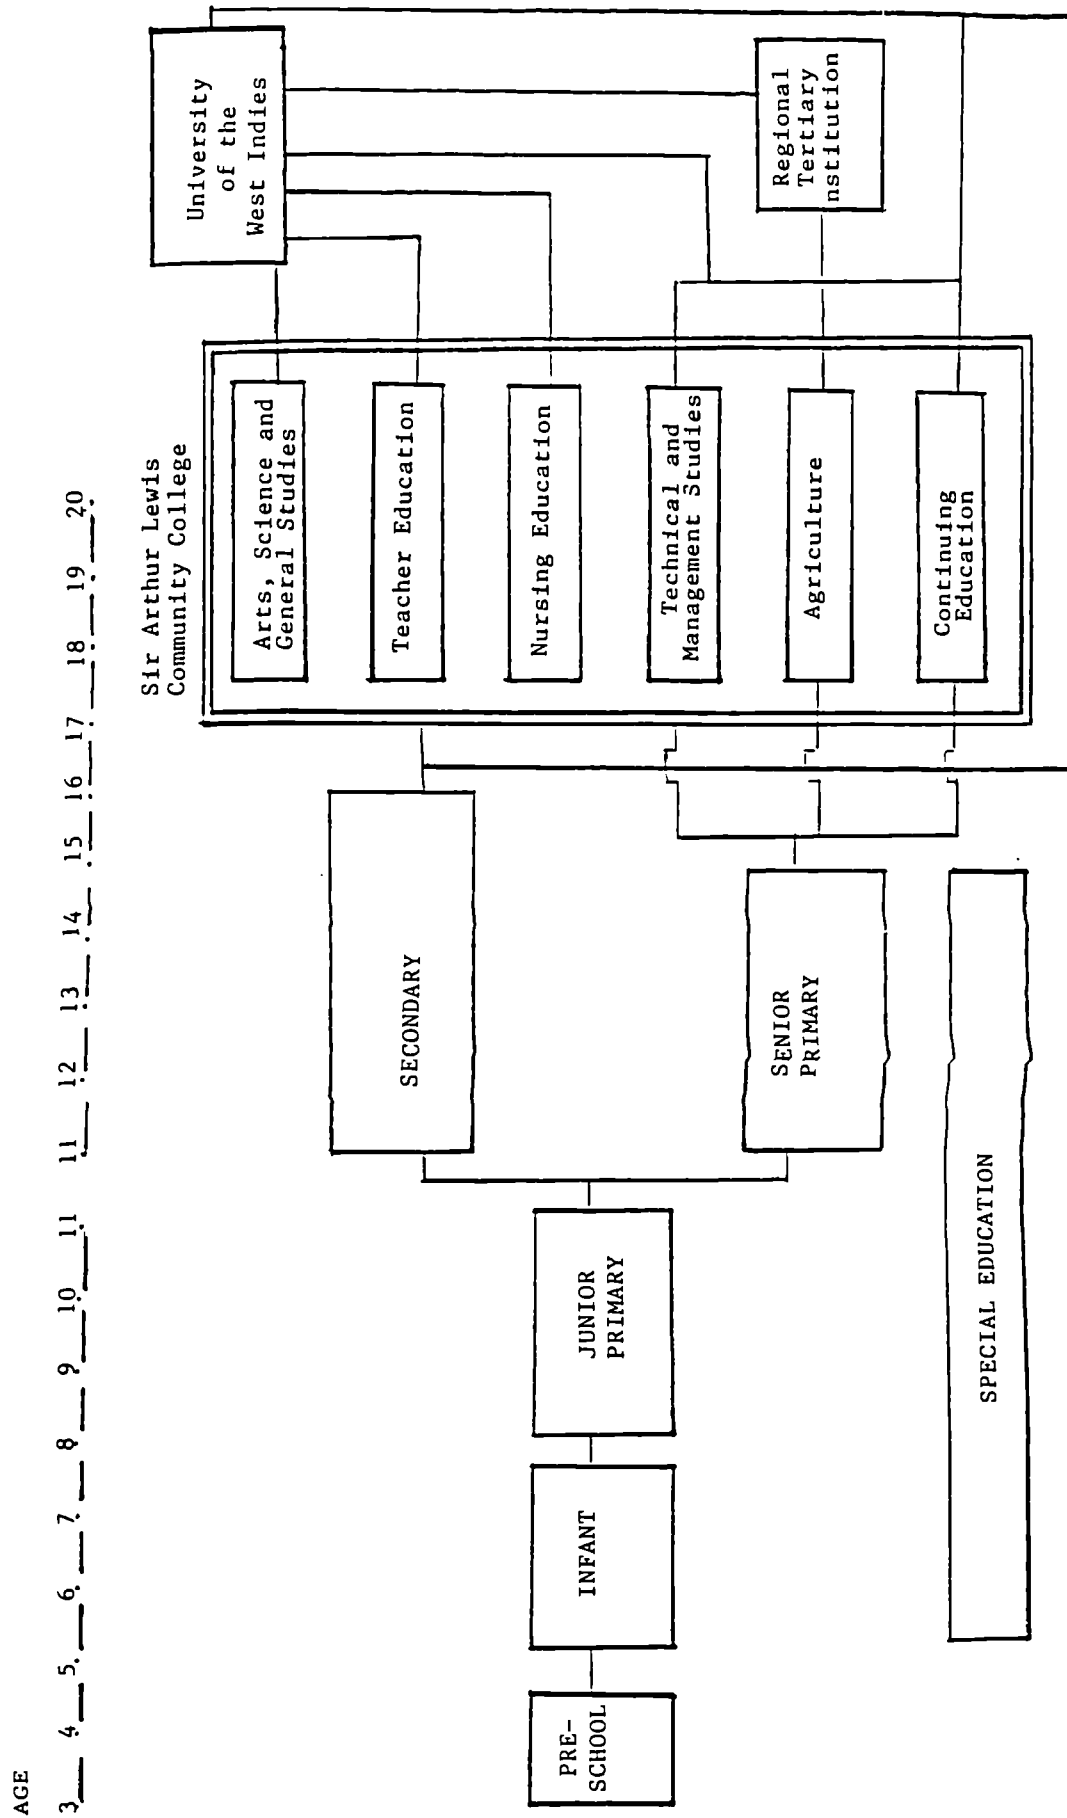 AGE
3 4 5 6 7 8 9 10 11 11 12 13 14 15 16 17 18 19 20
Sir Arthur Lewis
Community College
University
of the
West Indies
Arts, Science and
General Studies
Teacher Education
Nursing Education
Technical and
Management Studies
Agriculture
Continuing
Education
Regional
Tertiary
nstitution
SECONDARY
SENIOR
PRIMARY
JUNIOR
PRIMARY
INFANT
PRE-
SCHOOL
SPECIAL EDUCATION